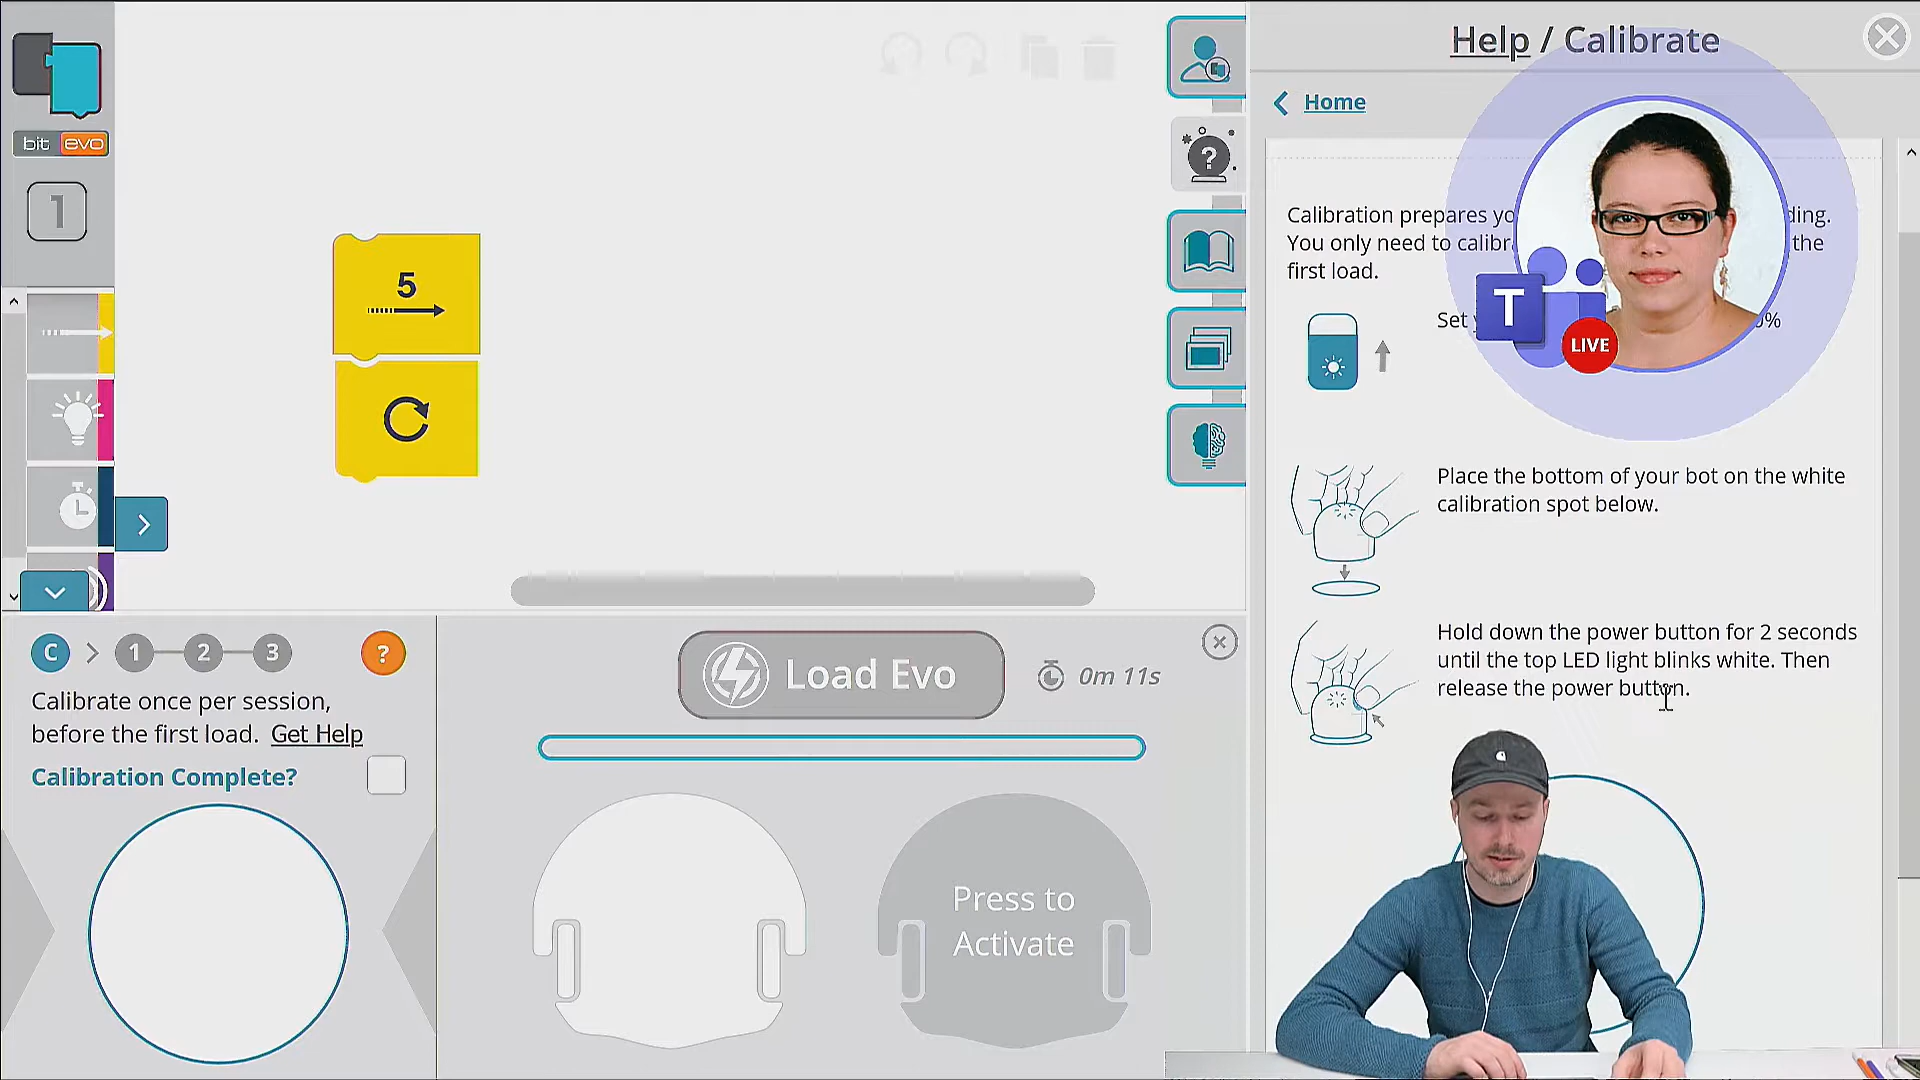 Help / Calibrate
Home
bit evo
1
5
Calibration prepares yo ding.
You only need to calibr the
first load.
Set %
T
LIVE
Place the bottom of your bot on the white
calibration spot below.
Hold down the power button for 2 seconds
until the top LED light blinks white. Then
release the power button.
C 1 2 3 ?
Calibrate once per session,
before the first load. Get Help
Calibration Complete?
Load Evo
0m 11s
Press to
Activate
?